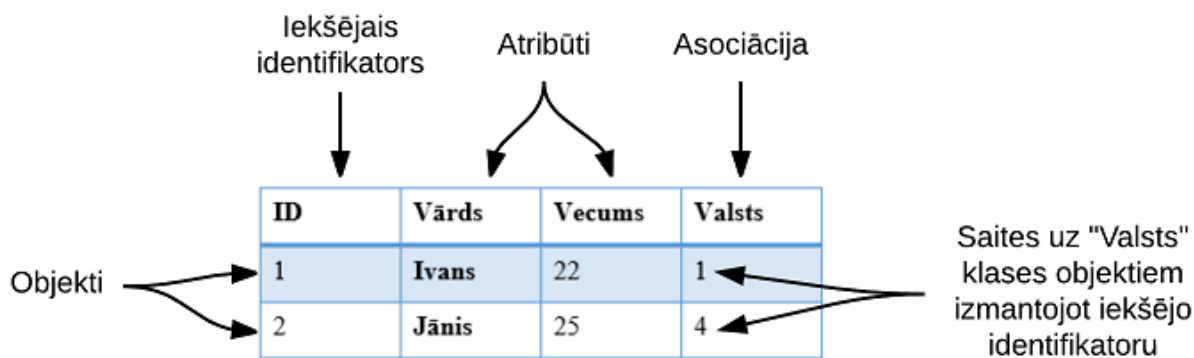 Iekšējais
identifikators
Atribūti
Asociācija
ID Vārds Vecums Valsts
Objekti
1 Ivans 22 1
2 Jānis 25 4
Saites uz "Valsts"
klases objektiem
izmantojot iekšējo
identifikatoru